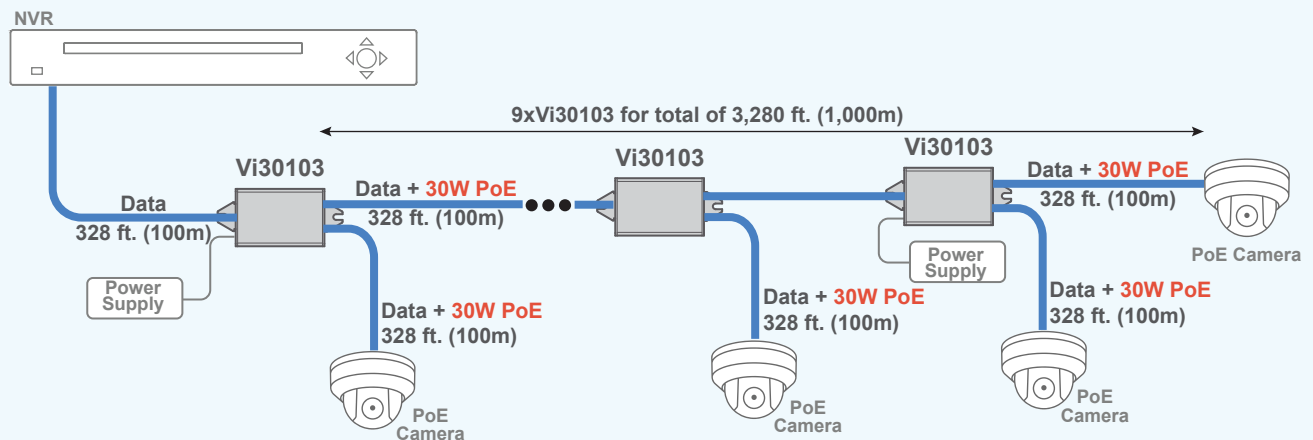 NVR
9xVi30103 for total of 3,280 ft. (1,000m)
Vi30103
Vi30103
Vi30103
Data
328 ft. (100m)
Data + 30W PoE
328 ft. (100m)
Data + 30W PoE
328 ft. (100m)
PoE Camera
Power
Supply
Power
Supply
Data + 30W PoE
328 ft. (100m)
Data + 30W PoE
328 ft. (100m)
Data + 30W PoE
328 ft. (100m)
PoE
Camera
PoE
Camera
PoE
Camera